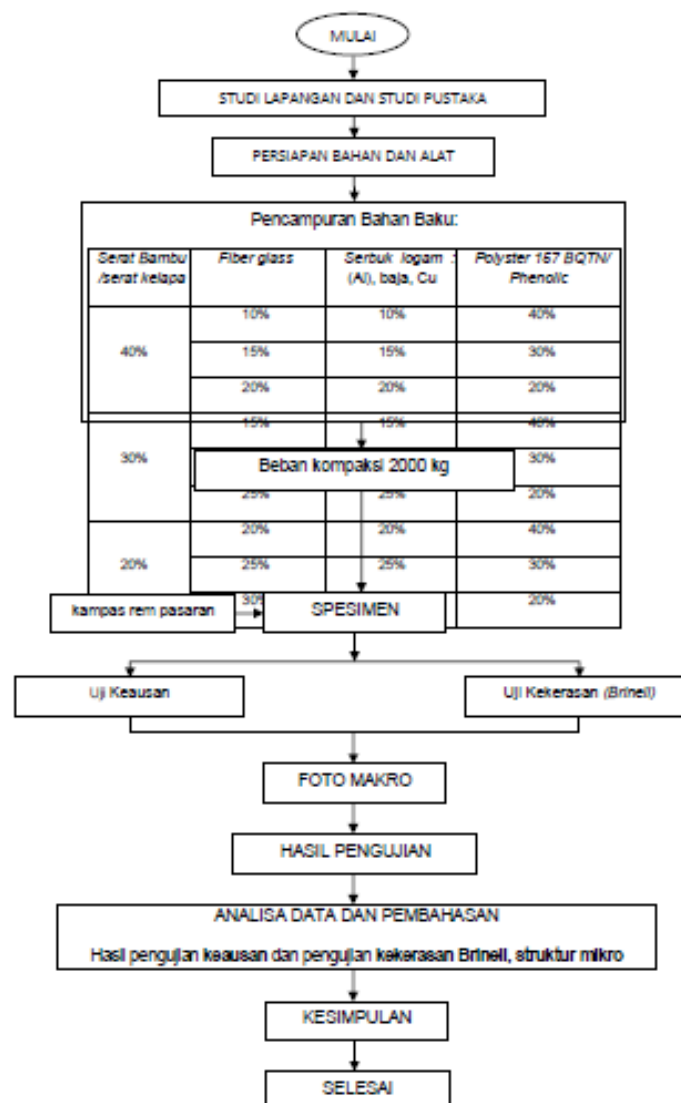 MULAI
STUDI LAPANGAN DAN STUDI PUSTAKA
PERSIAPAN BAHAN DAN ALAT
Pencampuran Bahan Baku:
Serat Bambu /serat kelapa
Fiber glass
Serbuk logam : (Al), baja, Cu
Polyster 157 BQTN/ Phenolic
40%
10% 10% 40%
15% 15% 30%
20% 20% 20%
30%
15% 15% 40%
Beban kompaksi 2000 kg
30%
25% 25% 20%
20%
20% 20% 40%
25% 25% 30%
30% 20%
kampas rem pasaran
SPESIMEN
Uji Keausan
Uji Kekerasan (Brinell)
FOTO MAKRO
HASIL PENGUJIAN
ANALISA DATA DAN PEMBAHASAN
Hasil pengujian keausan dan pengujian kekerasan Brinell, struktur mikro
KESIMPULAN
SELESAI